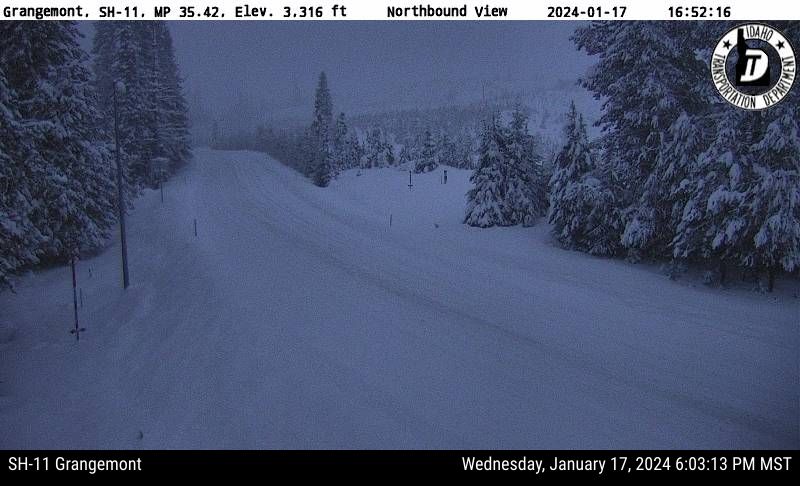 Grangemont, SH-11, MP 35.42, Elev. 3,316 ft Northbound View 2024-01-17 16:52:16
IDAHO
TRANSPORTATION DEPARTMENT
SH-11 Grangemont Wednesday, January 17, 2024 6:03:13 PM MST